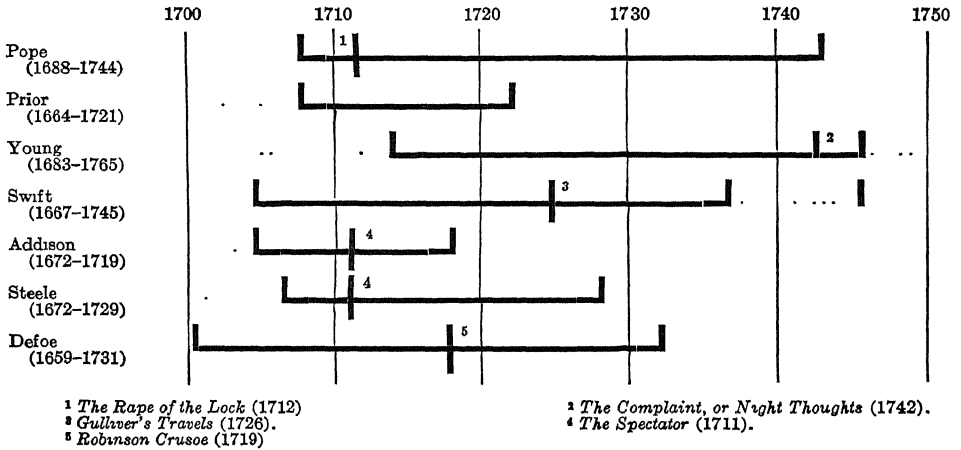 1700 1710 1720 1730 1740 1750
1
Pope
(1688–1744)
Prior
(1664–1721)
2
Young
(1683–1765)
3
Swift
(1667–1745)
4
Addison
(1672–1719)
4
Steele
(1672–1729)
5
Defoe
(1659–1731)
1 The Rape of the Lock (1712)
2 The Complaint, or Night Thoughts (1742).
3 Gulliver's Travels (1726).
4 The Spectator (1711).
5 Robinson Crusoe (1719)